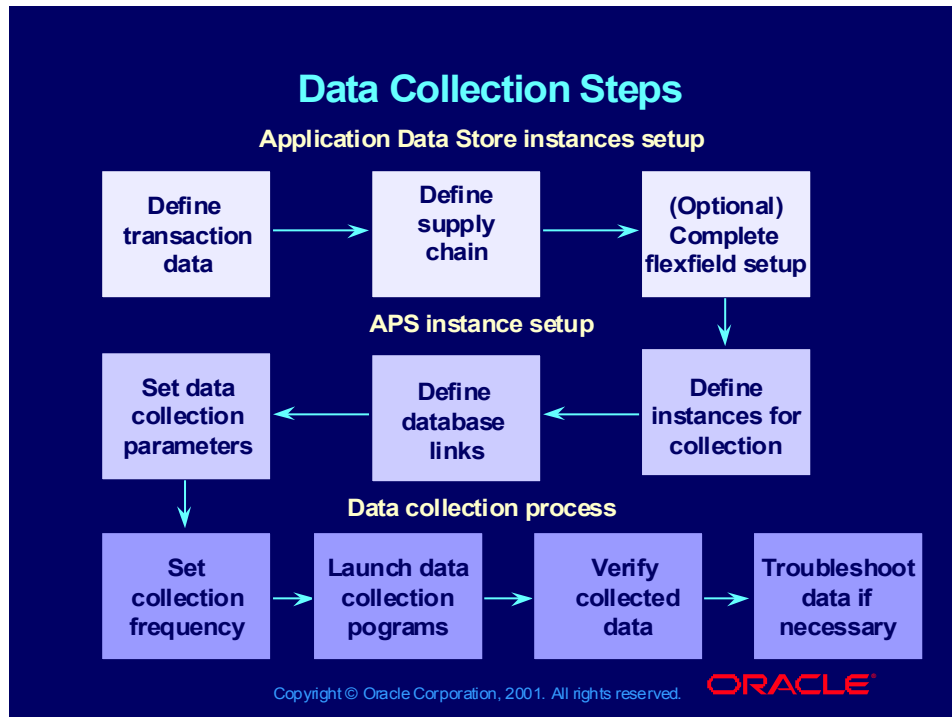 Data Collection Steps
Application Data Store instances setup
Define
transaction
data
Define
supply
chain
(Optional)
Complete
flexfield setup
APS instance setup
Define
instances for
collection
Define
database
links
Set data
collection
parameters
Data collection process
Set
collection
frequency
Launch data
collection
pograms
Verify
collected
data
Troubleshoot
data if
necessary
Copyright © Oracle Corporation, 2001. All rights reserved.
ORACLE®